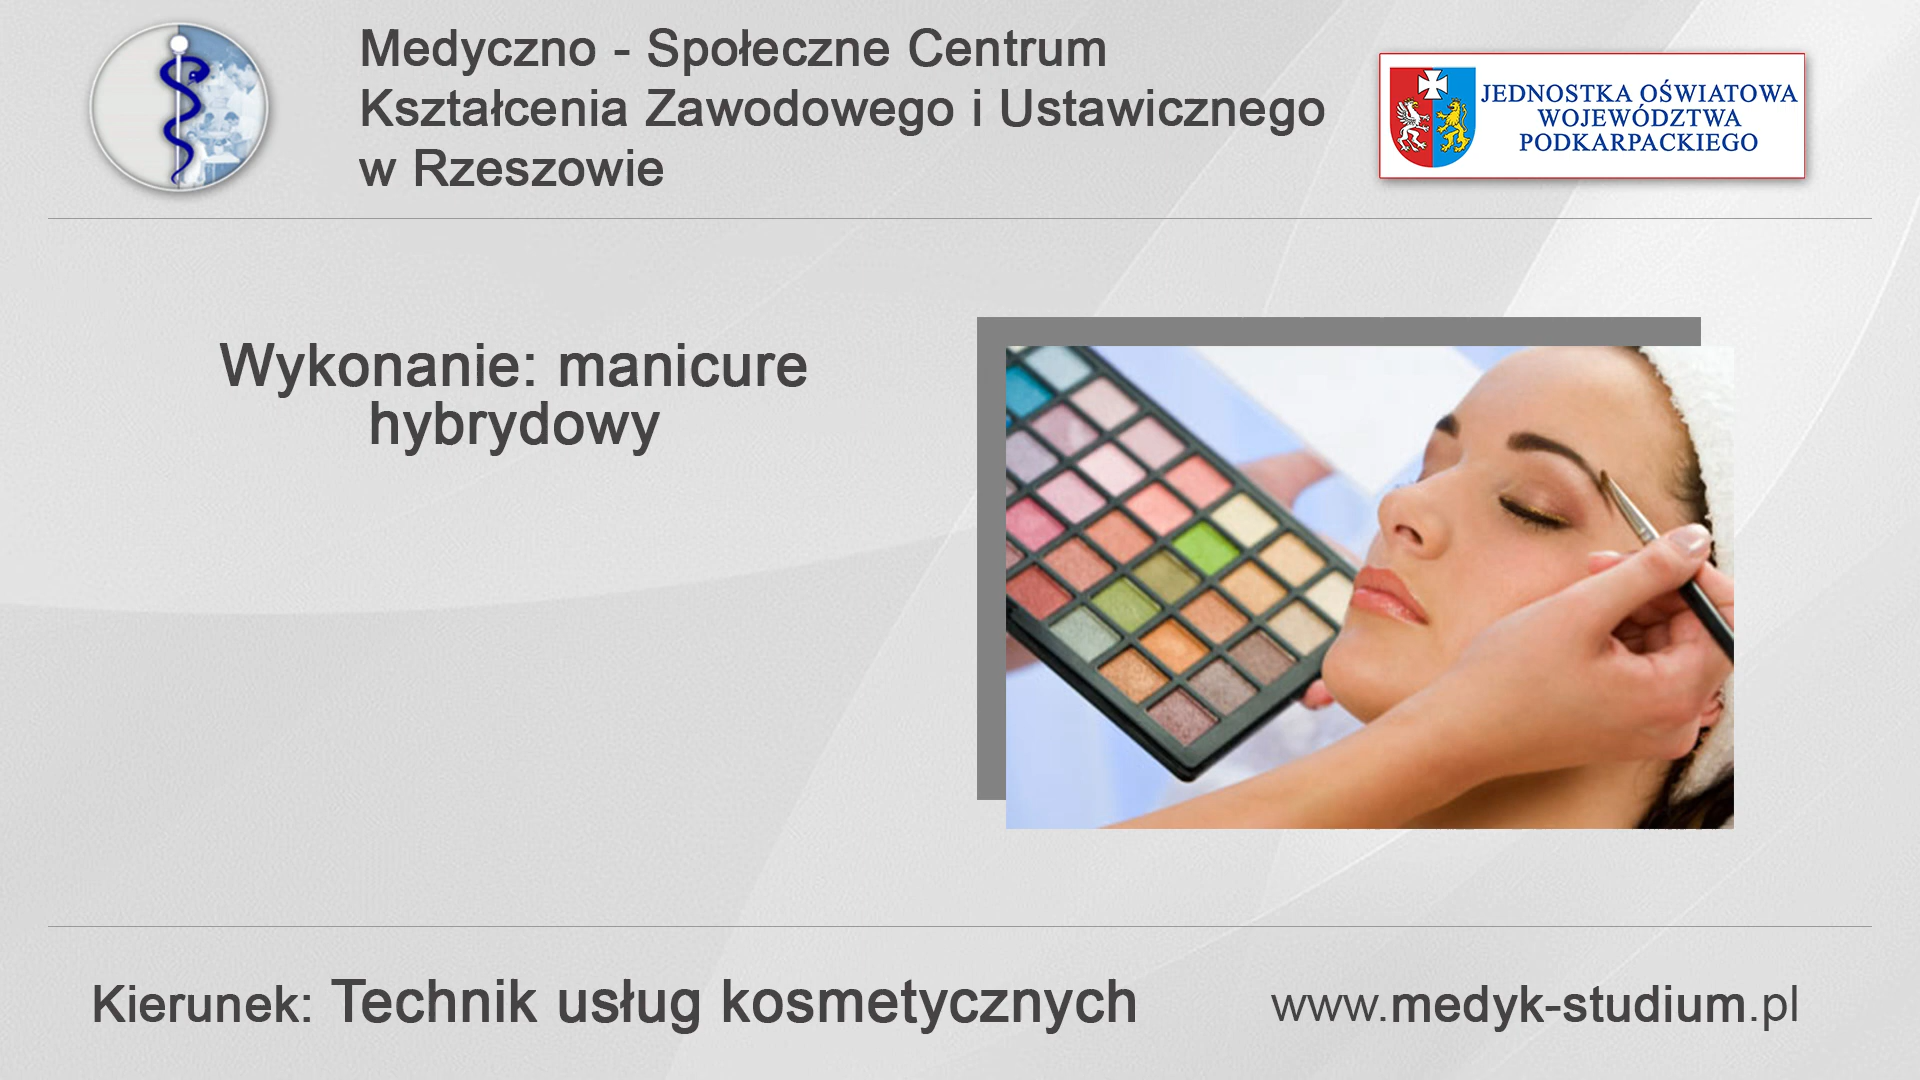 Medyczno - Społeczne Centrum
Kształcenia Zawodowego i Ustawicznego
w Rzeszowie
JEDNOSTKA OŚWIATOWA
WOJEWÓDZTWA
PODKARPACKIEGO
Wykonanie: manicure
hybrydowy
Kierunek: Technik usług kosmetycznych
www.medyk-studium.pl